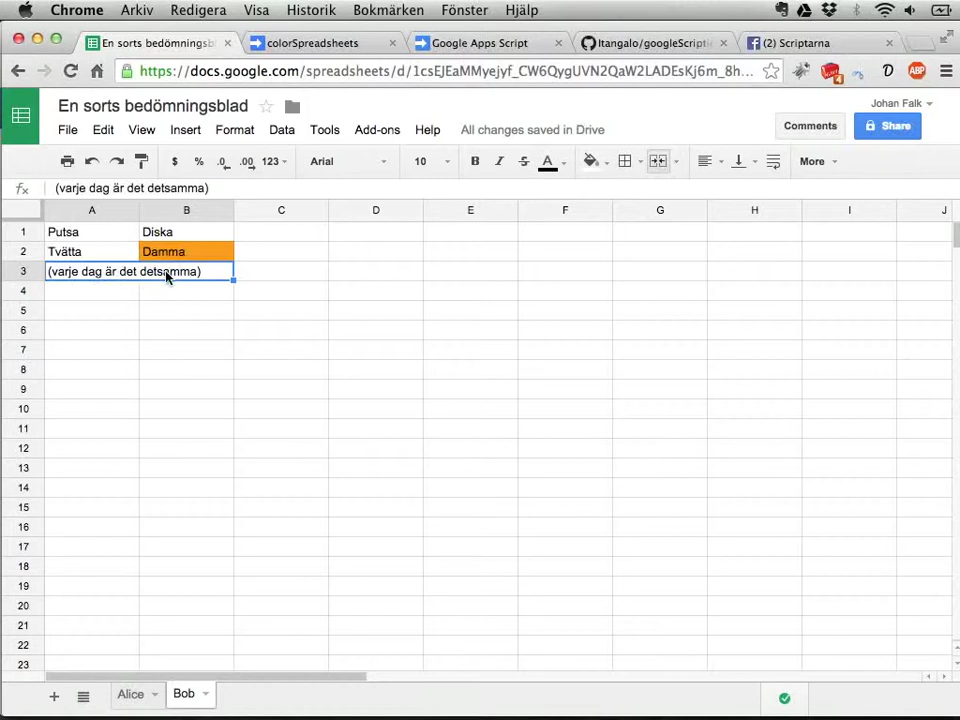 Chrome Arkiv Redigera Visa Historik Bokmärken Fönster Hjälp
En sorts bedömningsbl
colorSpreadsheets
Google Apps Script
Itangalo/googleScripti
(2) Scriptarna
https://docs.google.com/spreadsheets/d/1csEJEaMMyejyf_CW6QygUVN2QaW2LADEsKj6m_8h...
4
D
ABP
En sorts bedömningsblad
Johan Falk
File Edit View Insert Format Data Tools Add-ons Help All changes saved in Drive
Comments
Share
$ % .0 .00 123 Arial 10 B I S A More
fx (varje dag är det detsamma)
A B C D E F G H I J
1 Putsa Diska
2 Tvätta Damma
3 (varje dag är det detsamma)
4
5
6
7
8
9
10
11
12
13
14
15
16
17
18
19
20
21
22
23
+ Alice Bob